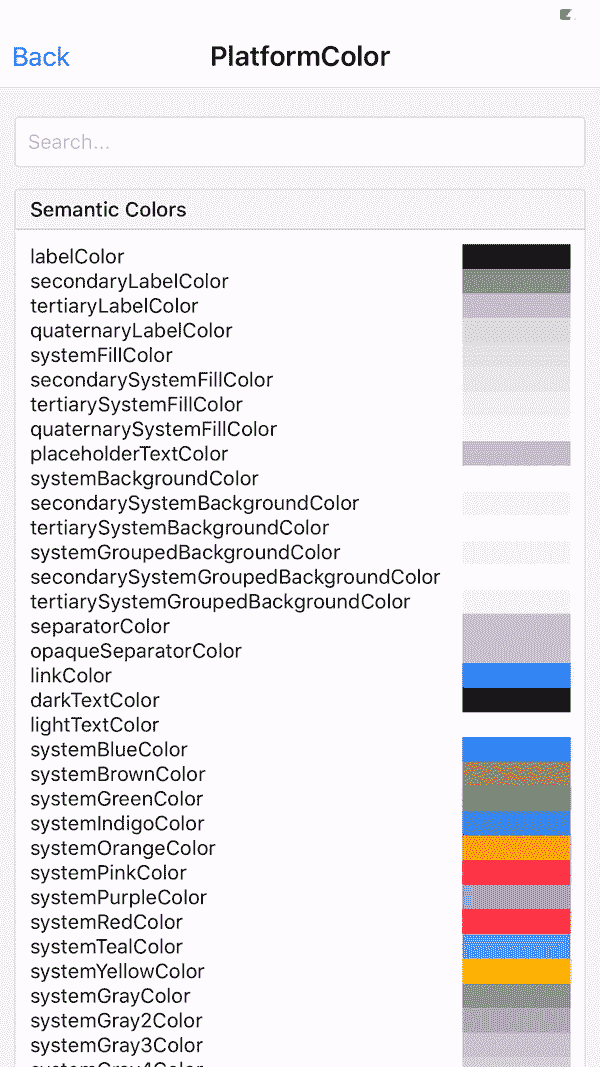 Back
PlatformColor
Search...
Semantic Colors
labelColor
secondaryLabelColor
tertiaryLabelColor
quaternaryLabelColor
systemFillColor
secondarySystemFillColor
tertiarySystemFillColor
quaternarySystemFillColor
placeholderTextColor
systemBackgroundColor
secondarySystemBackgroundColor
tertiarySystemBackgroundColor
systemGroupedBackgroundColor
secondarySystemGroupedBackgroundColor
tertiarySystemGroupedBackgroundColor
separatorColor
opaqueSeparatorColor
linkColor
darkTextColor
lightTextColor
systemBlueColor
systemBrownColor
systemGreenColor
systemIndigoColor
systemOrangeColor
systemPinkColor
systemPurpleColor
systemRedColor
systemTealColor
systemYellowColor
systemGrayColor
systemGray2Color
systemGray3Color